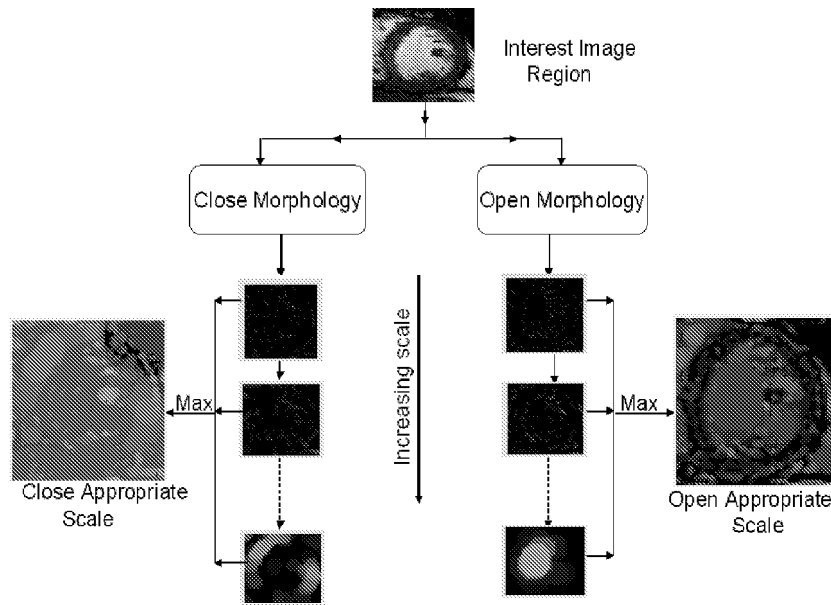 Interest Image
Region
Close Morphology
Open Morphology
Increasing scale
Max
Max
Close Appropriate
Scale
Open Appropriate
Scale